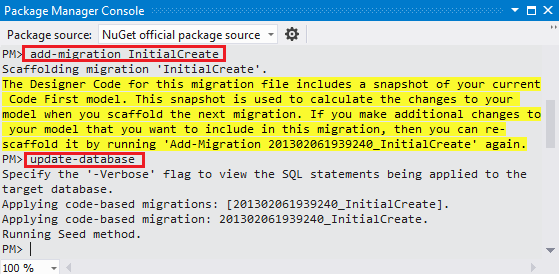 Package Manager Console
Package source: NuGet official package source
PM> add-migration InitialCreate
Scaffolding migration 'InitialCreate'.
The Designer Code for this migration file includes a snapshot of your current
Code First model. This snapshot is used to calculate the changes to your
model when you scaffold the next migration. If you make additional changes to
your model that you want to include in this migration, then you can re-
scaffold it by running 'Add-Migration 201302061939240_InitialCreate' again.
PM> update-database
Specify the '-Verbose' flag to view the SQL statements being applied to the
target database.
Applying code-based migrations: [201302061939240_InitialCreate].
Applying code-based migration: 201302061939240_InitialCreate.
Running Seed method.
PM>
100 %